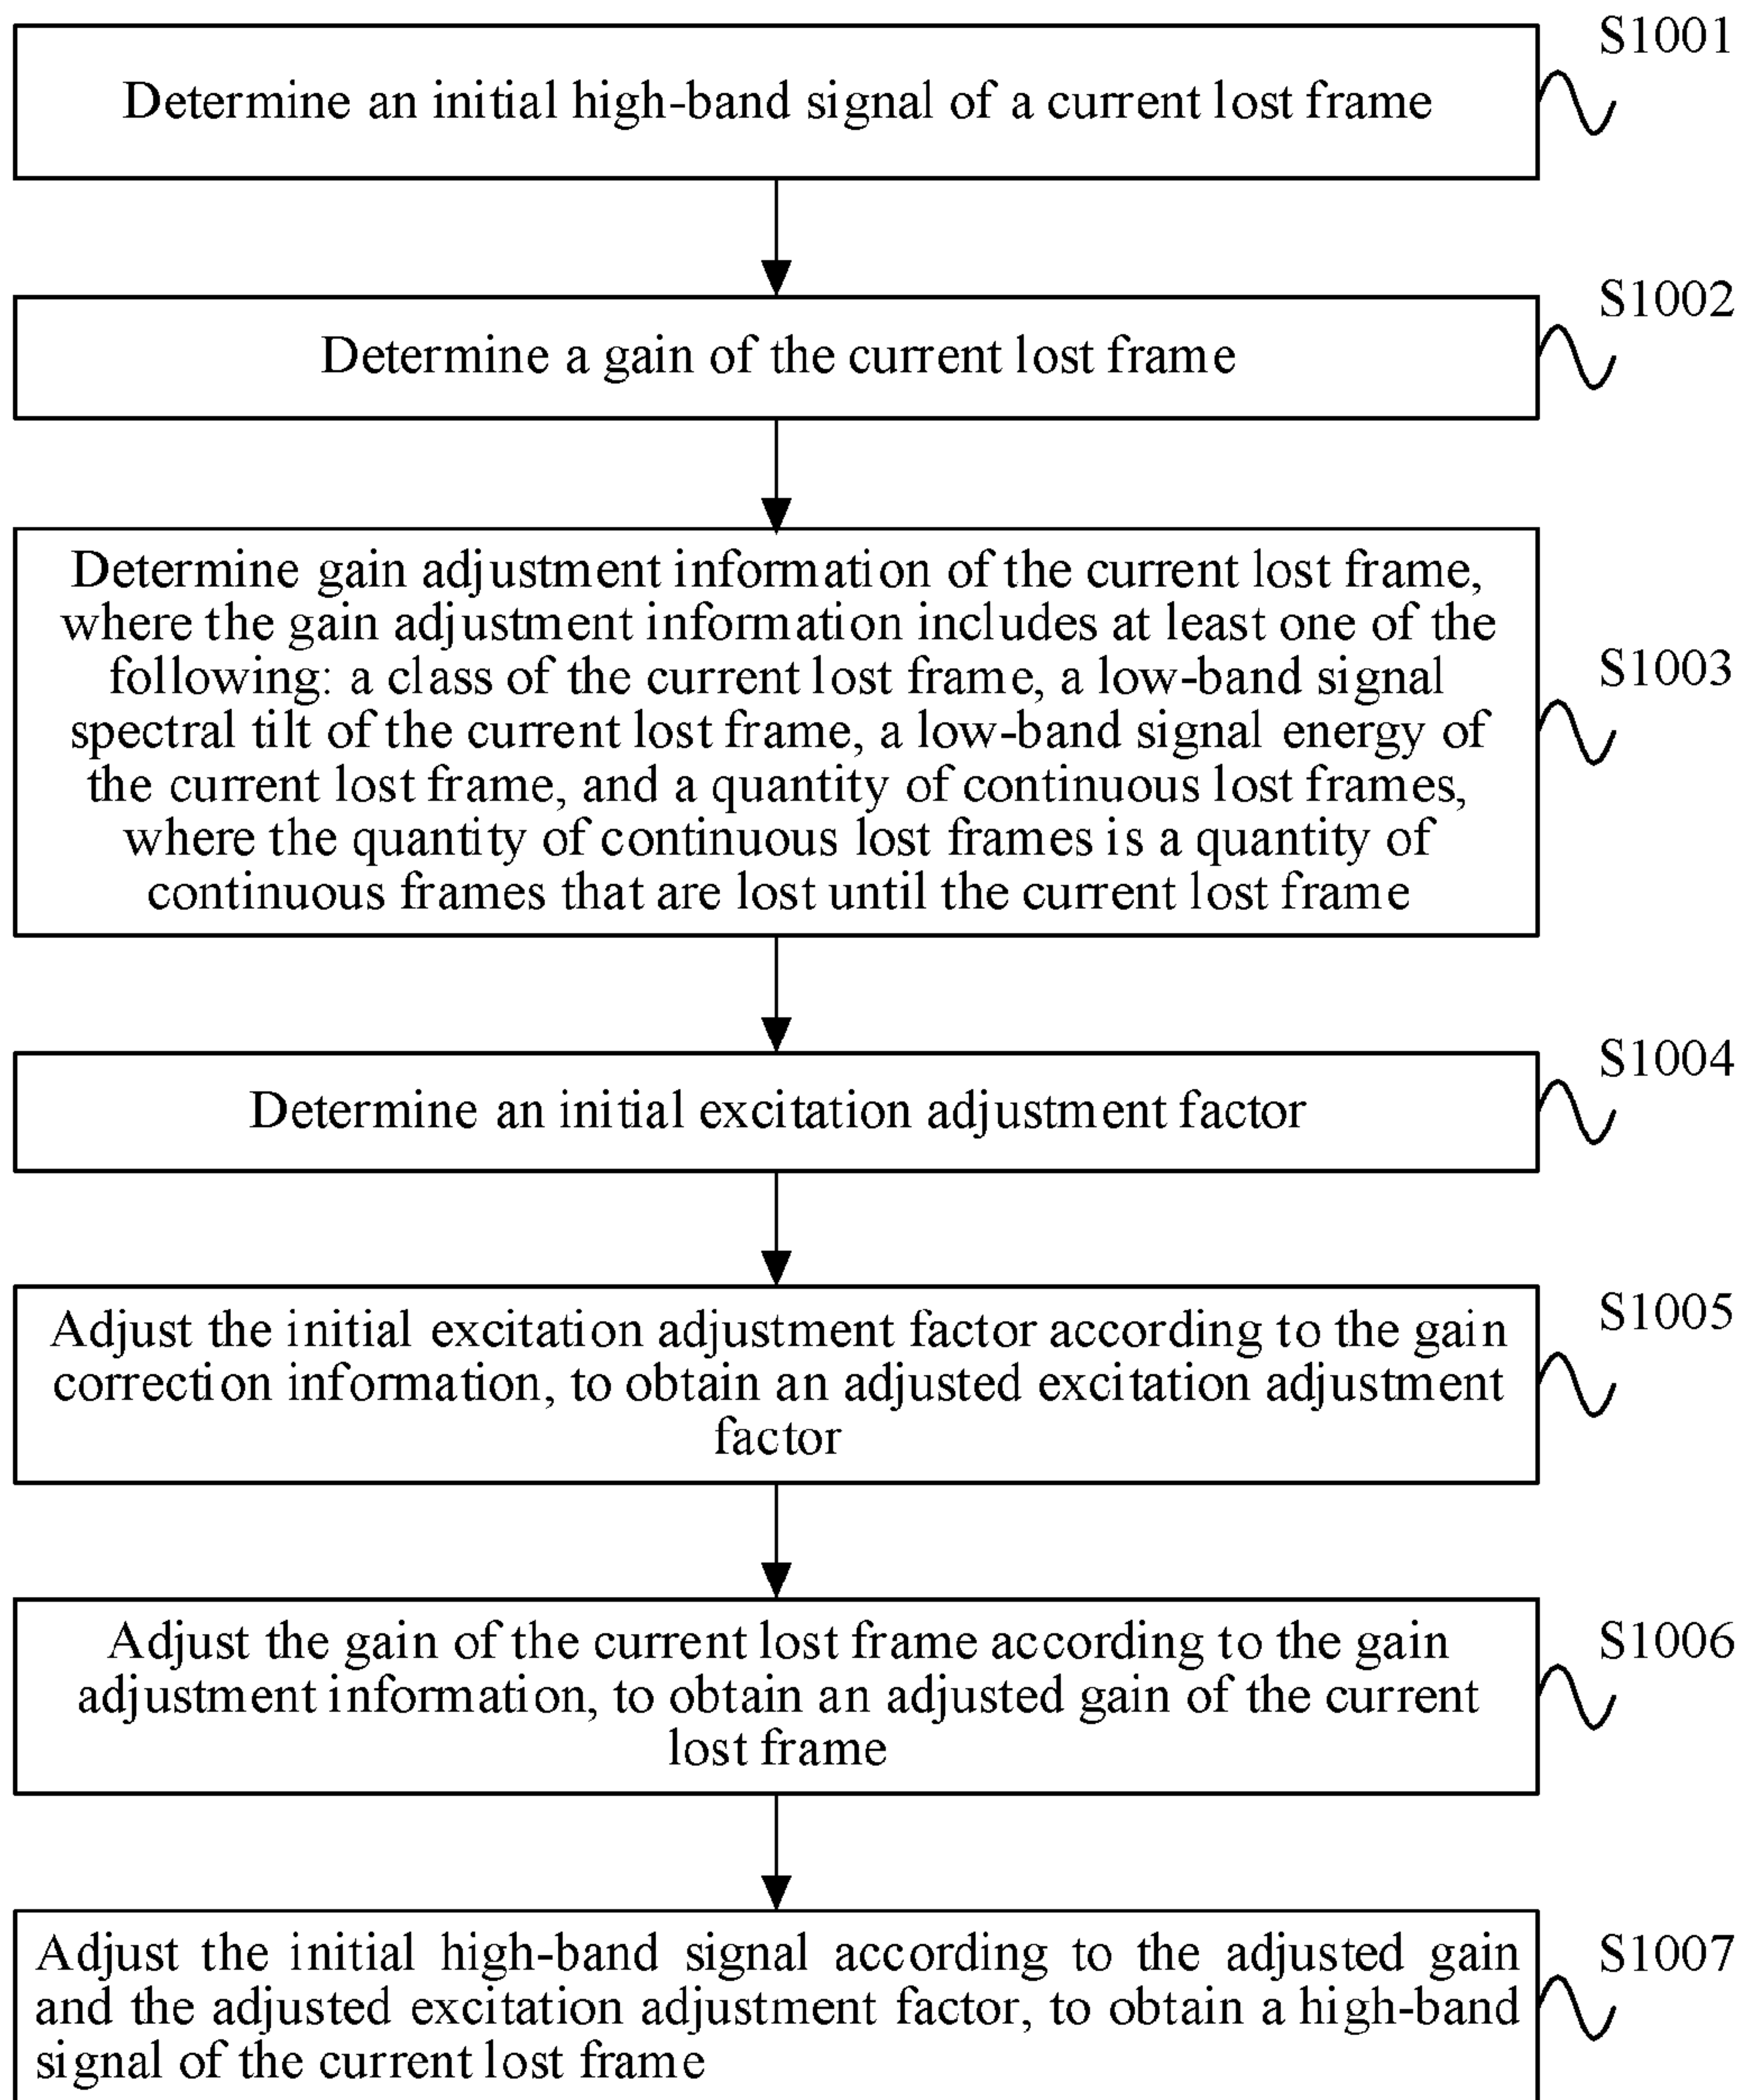 S1001
Determine an initial high-band signal of a current lost frame
S1002
Determine a gain of the current lost frame
Determine gain adjustment information of the current lost frame,
where the gain adjustment information includes at least one of the
following: a class of the current lost frame, a low-band signal
spectral tilt of the current lost frame, a low-band signal energy of
the current lost frame, and a quantity of continuous lost frames,
where the quantity of continuous lost frames is a quantity of
continuous frames that are lost until the current lost frame
S1003
S1004
Determine an initial excitation adjustment factor
S1005
Adjust the initial excitation adjustment factor according to the gain
correction information, to obtain an adjusted excitation adjustment
factor
S1006
Adjust the gain of the current lost frame according to the gain
adjustment information, to obtain an adjusted gain of the current
lost frame
S1007
Adjust the initial high-band signal according to the adjusted gain
and the adjusted excitation adjustment factor, to obtain a high-band
signal of the current lost frame